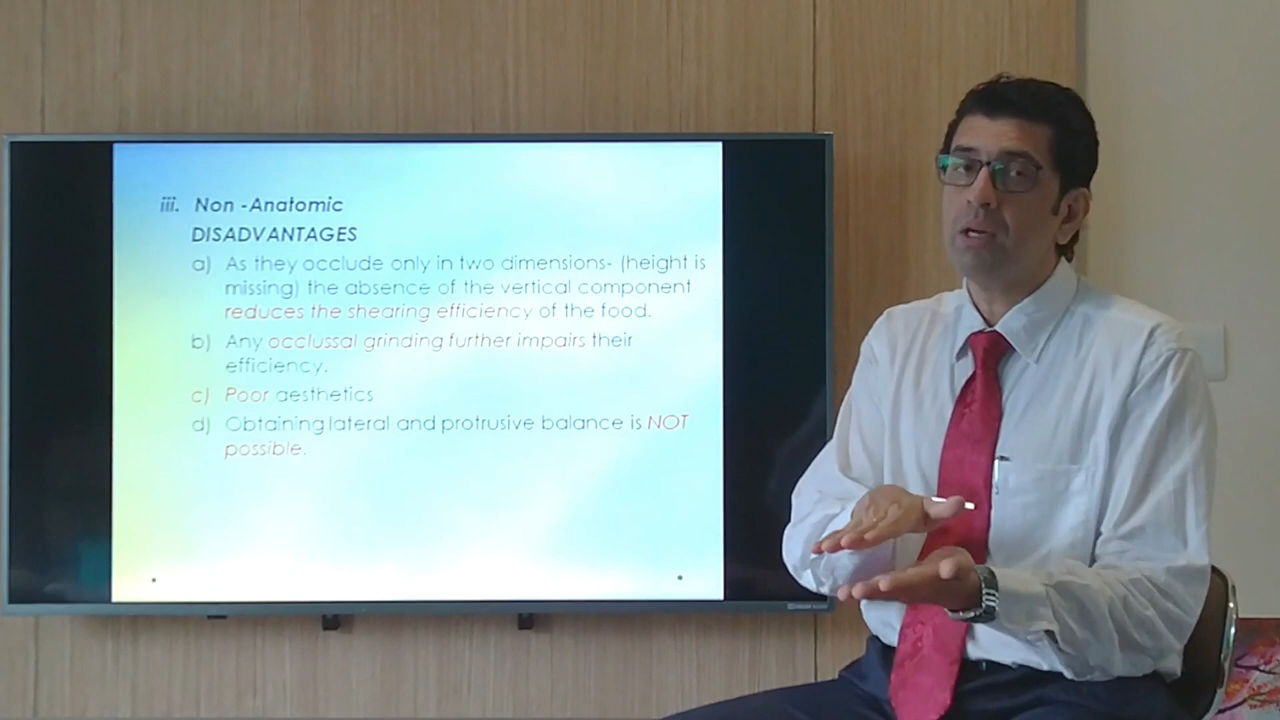 iii. Non -Anatomic
DISADVANTAGES
a) As they occlude only in two dimensions- (height is
missing) the absence of the vertical component
reduces the shearing efficiency of the food.
b) Any occlussal grinding further impairs their
efficiency.
c) Poor aesthetics
d) Obtaining lateral and protrusive balance is NOT
possible.